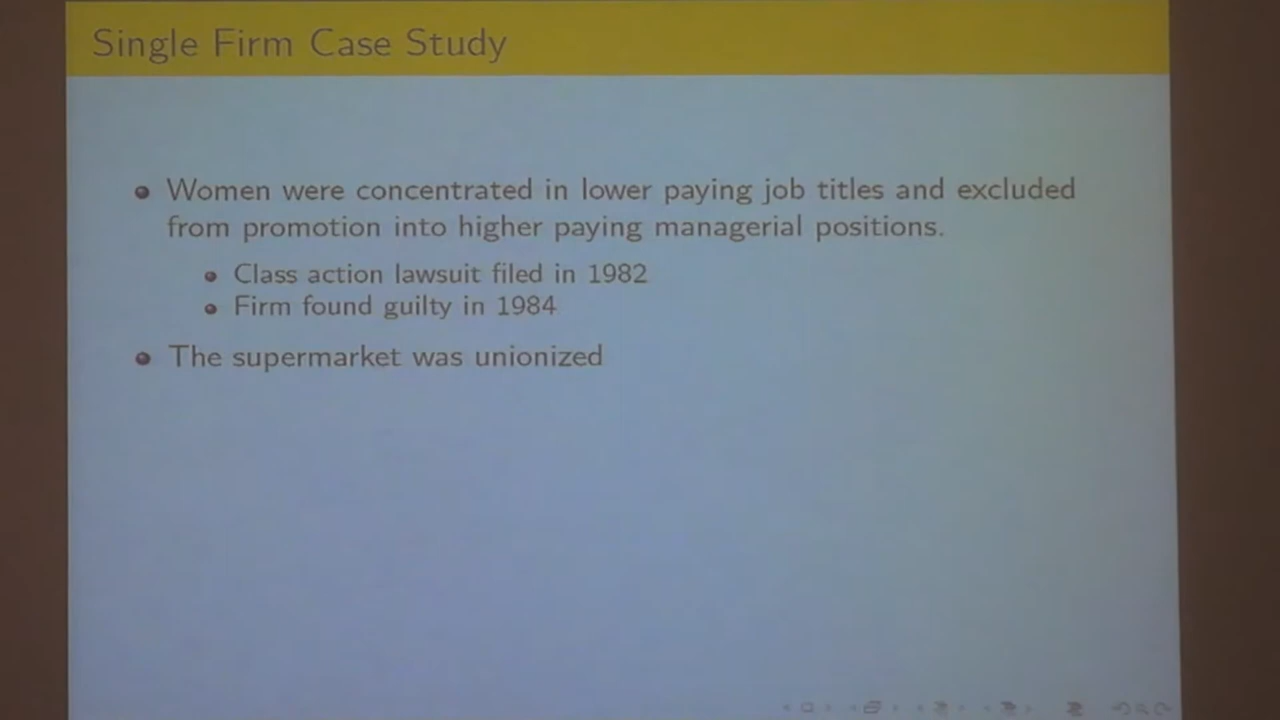 Single Firm Case Study
Women were concentrated in lower paying job titles and excluded
from promotion into higher paying managerial positions.
Class action lawsuit filed in 1982
Firm found guilty in 1984
The supermarket was unionized